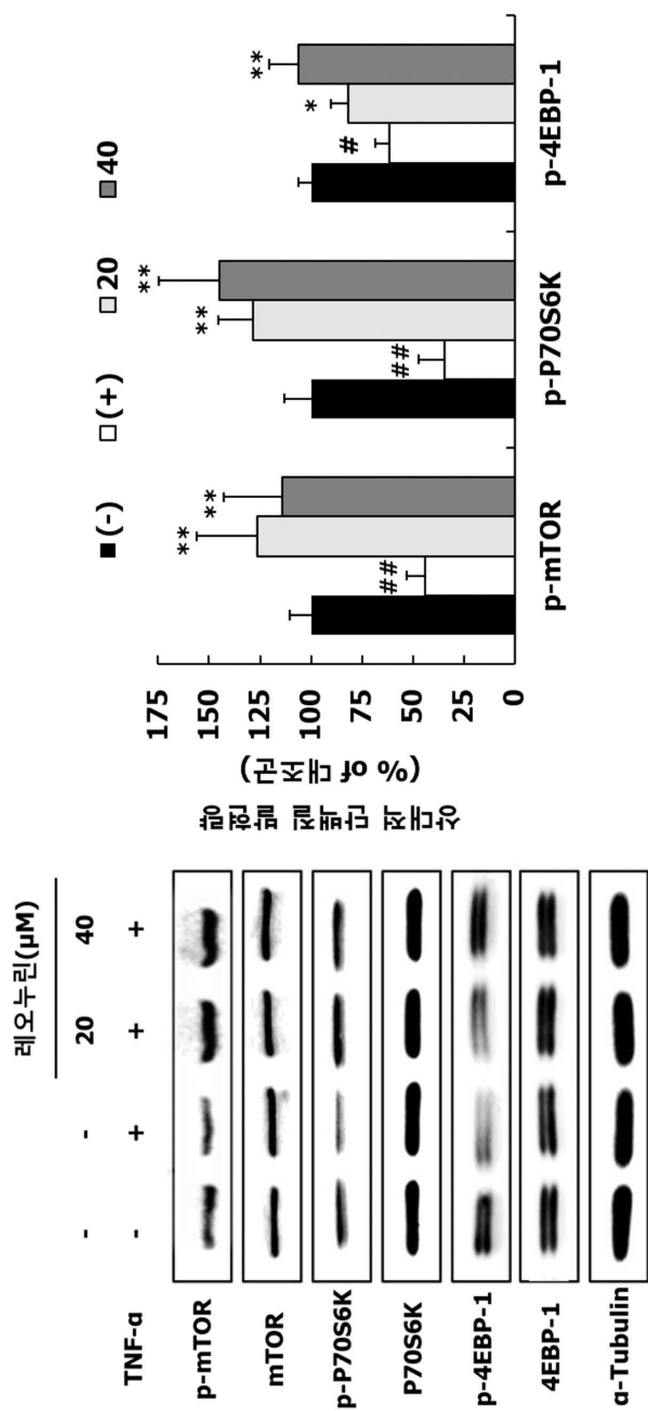 레오누린(μM)
- - 20 40
TNF-α - + + +
p-mTOR
mTOR
p-P70S6K
P70S6K
p-4EBP-1
4EBP-1
α-Tubulin
(-) (+) 20 40
상대적 단백질 발현량
(% of 대조군)
175
150
125
100
75
50
25
0
## ** **
## ** **
# * **
p-mTOR p-P70S6K p-4EBP-1